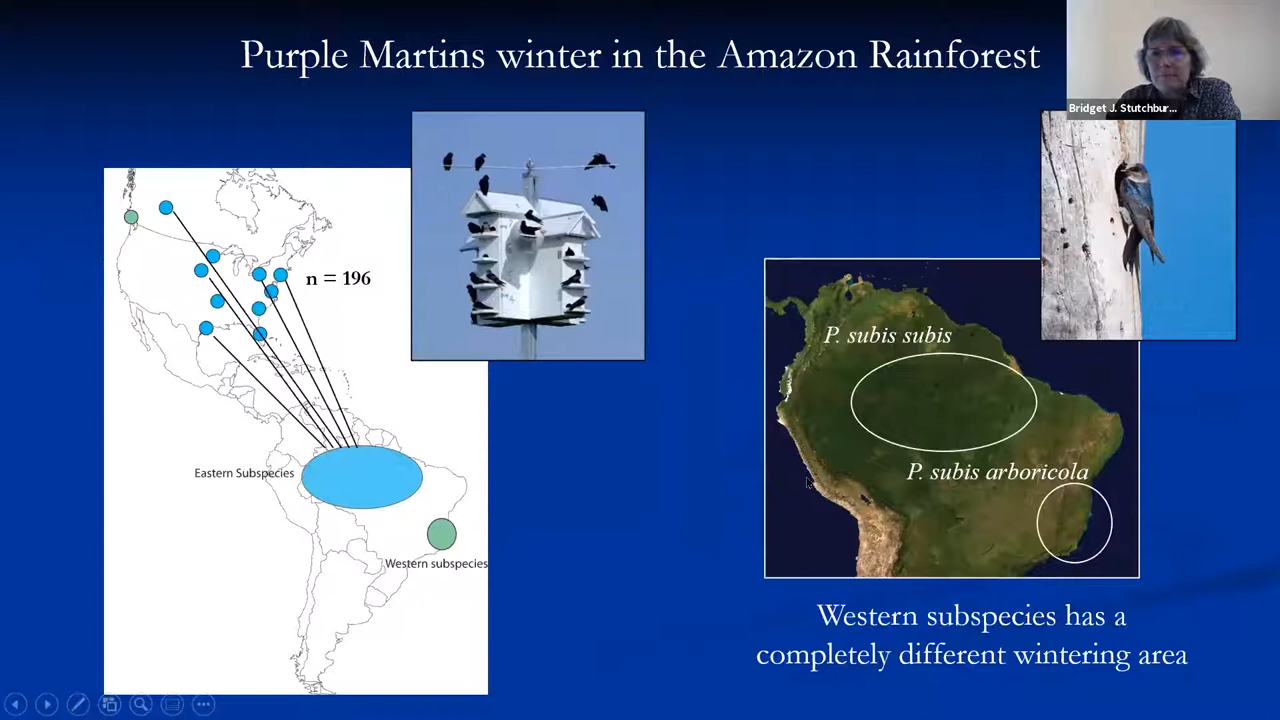 Purple Martins winter in the Amazon Rainforest
Bridget J. Stutchbur...
n = 196
P. subis subis
Eastern Subspecies
P. subis arboricola
Western subspecies
Western subspecies has a
completely different wintering area